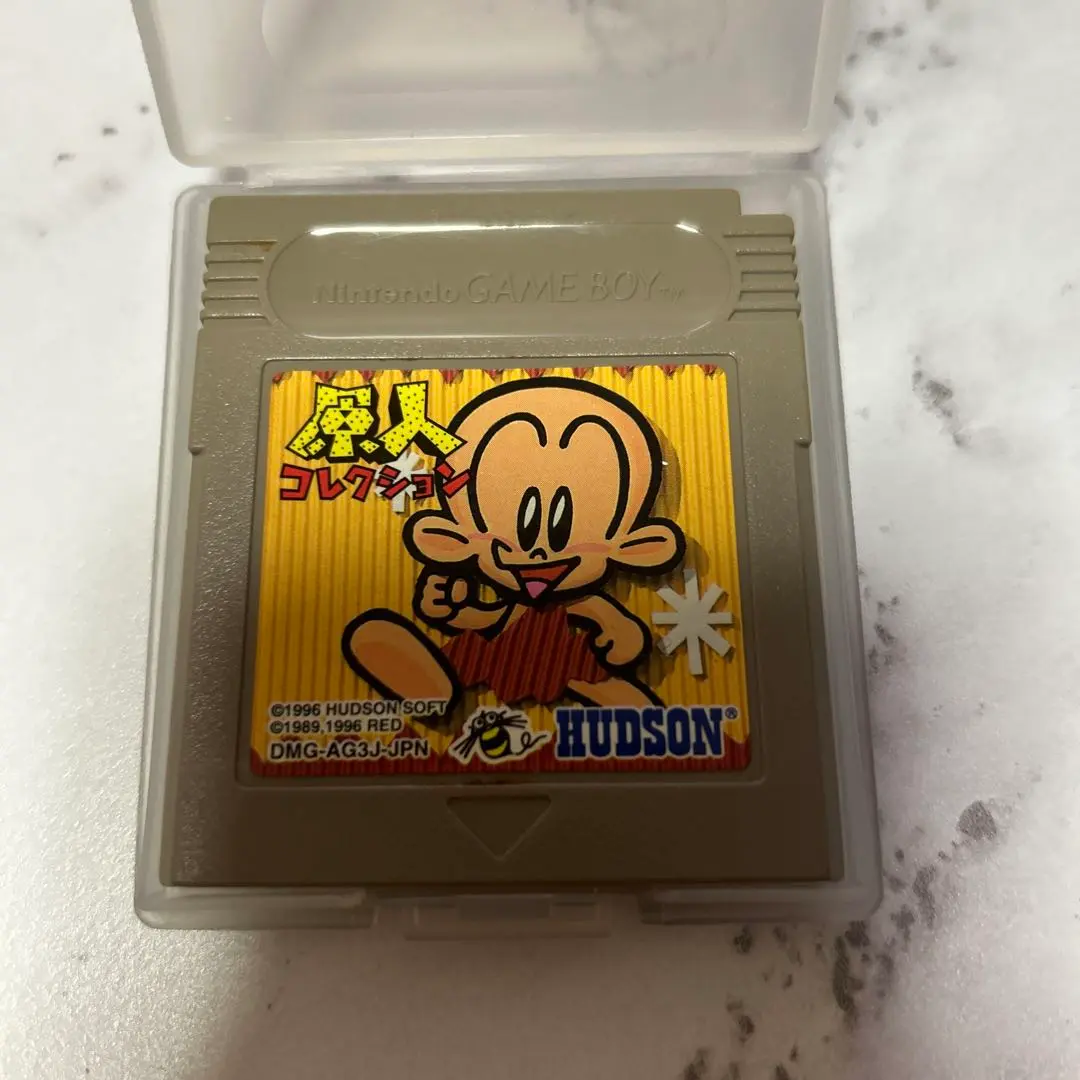 Nintendo GAME BOY™
原人
コレクション
©1996 HUDSON SOFT
©1989,1996 RED
DMG-AG3J-JPN
HUDSON®